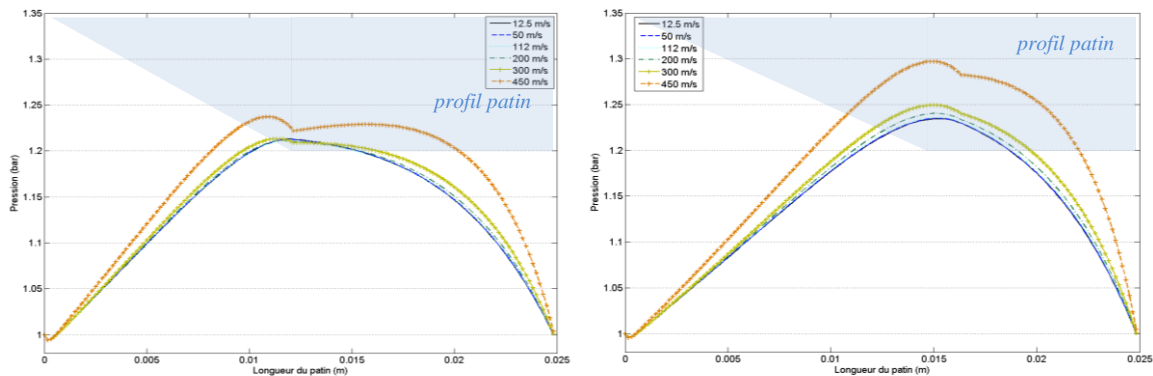 1.35
1.3
1.25
1.2
1.15
1.1
1.05
1
Pression (bar)
0
0.005
0.01
0.015
0.02
0.025
Longueur du patin (m)
12.5 m/s
50 m/s
112 m/s
200 m/s
300 m/s
450 m/s
profil patin
1.35
1.3
1.25
1.2
1.15
1.1
1.05
1
Pression (bar)
0
0.005
0.01
0.015
0.02
0.025
Longueur du patin (m)
12.5 m/s
50 m/s
112 m/s
200 m/s
300 m/s
450 m/s
profil patin